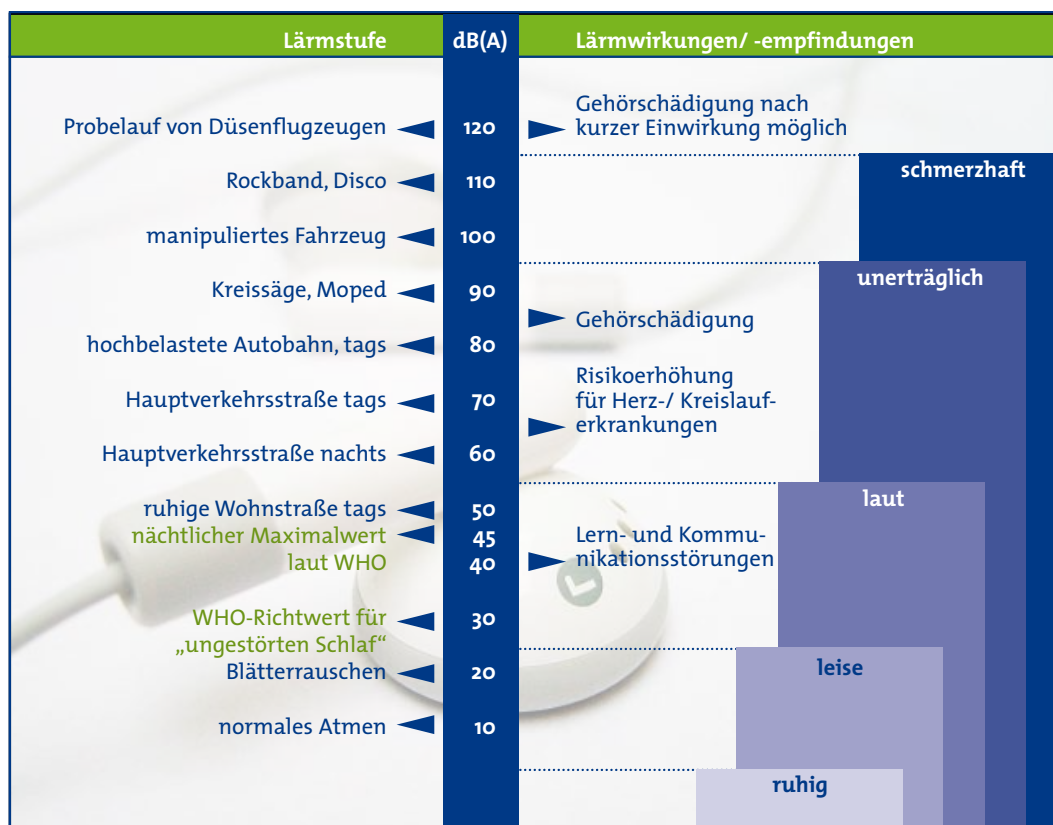 Lärmstufe dB(A) Lärmwirkungen/ -empfindungen
Gehörschädigung nach
Probelauf von Düsenflugzeugen 120 kurzer Einwirkung möglich
schmerzhaft
Rockband, Disco 110
manipuliertes Fahrzeug 100
unerträglich
Kreissäge, Moped 90
Gehörschädigung
hochbelastete Autobahn, tags 80
Risikoerhöhung
Hauptverkehrsstraße tags 70 für Herz-/ Kreislauf-
erkrankungen
Hauptverkehrsstraße nachts 60
laut
ruhige Wohnstraße tags 50
nächtlicher Maximalwert 45 Lern- und Kommu-
laut WHO 40 nikationsstörungen
WHO-Richtwert für 30
„ungestörten Schlaf“
Blätterrauschen 20 leise
normales Atmen 10
ruhig